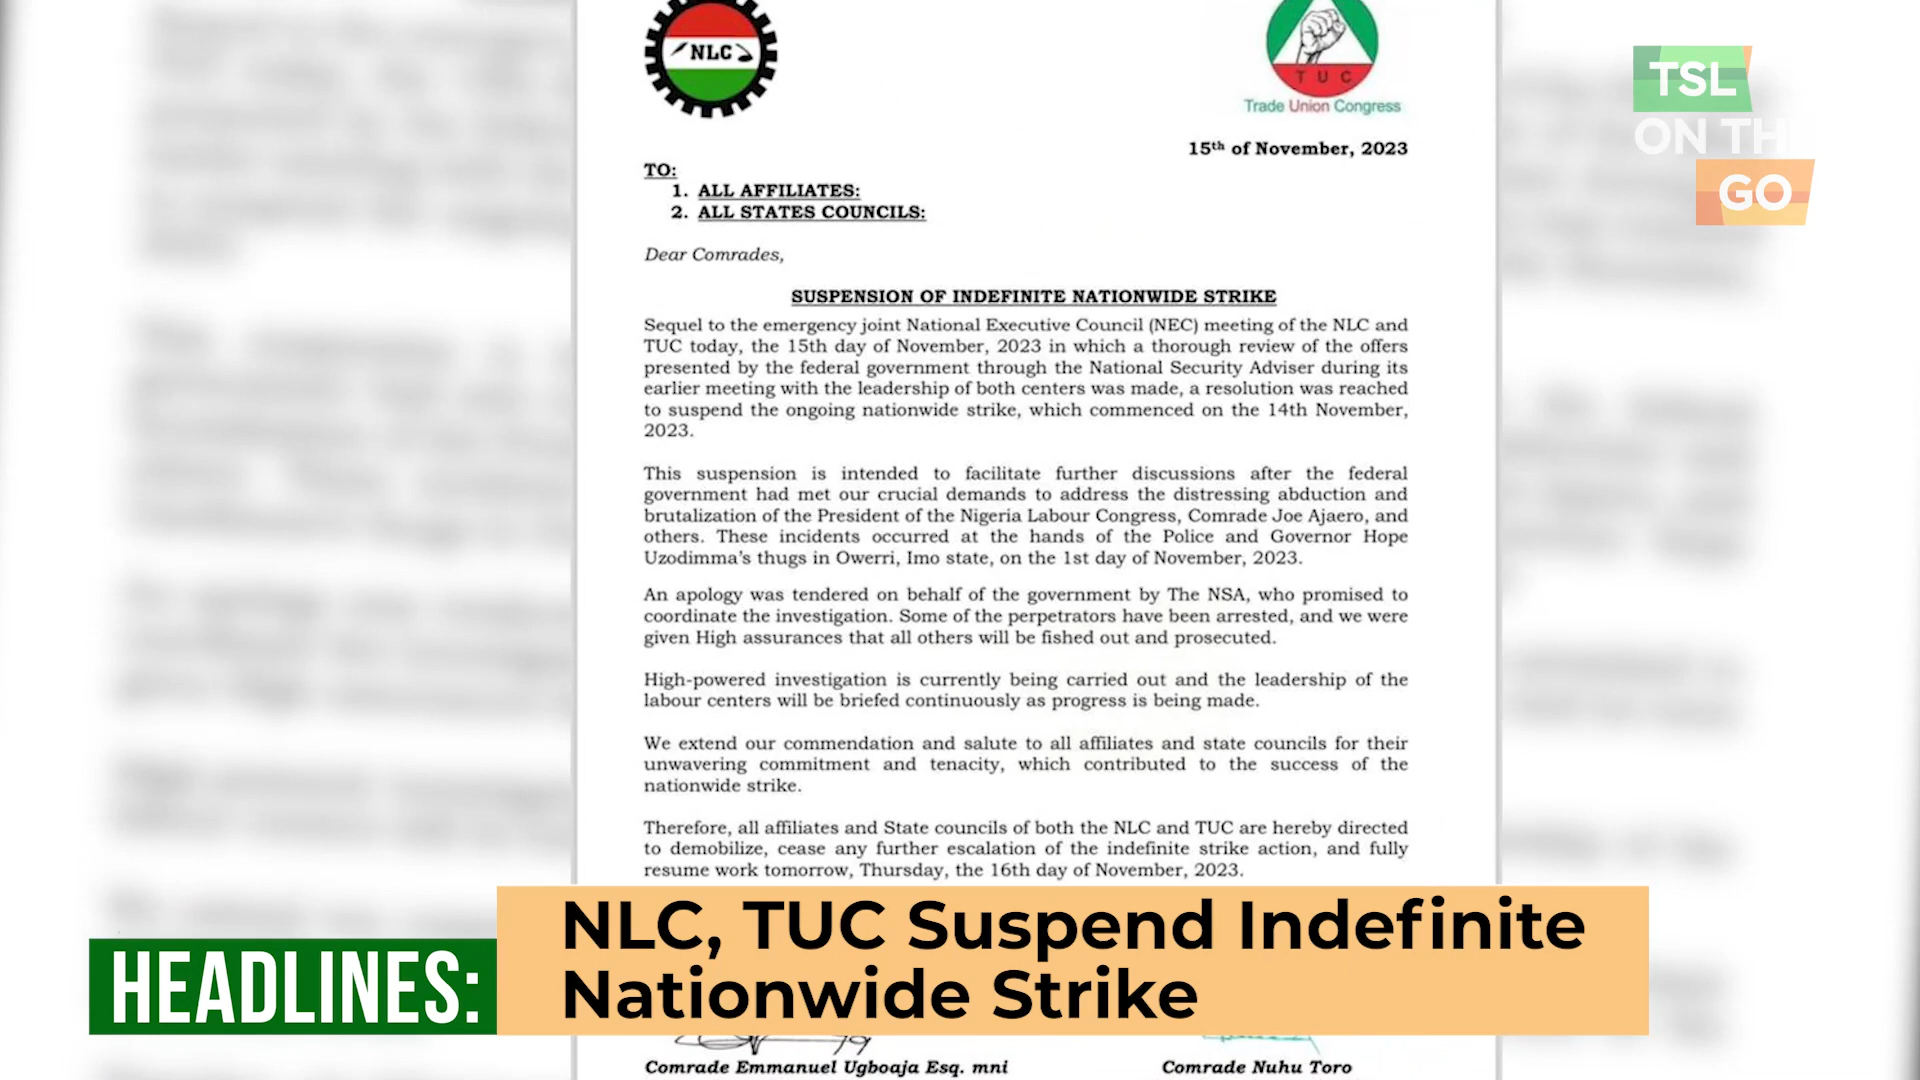 NLC
TUC
Trade Union Congress
TSL
ON TH
GO
15th of November, 2023
TO:
1. ALL AFFILIATES:
2. ALL STATES COUNCILS:
Dear Comrades,
SUSPENSION OF INDEFINITE NATIONWIDE STRIKE
Sequel to the emergency joint National Executive Council (NEC) meeting of the NLC and
TUC today, the 15th day of November, 2023 in which a thorough review of the offers
presented by the federal government through the National Security Adviser during its
earlier meeting with the leadership of both centers was made, a resolution was reached
to suspend the ongoing nationwide strike, which commenced on the 14th November,
2023.
This suspension is intended to facilitate further discussions after the federal
government had met our crucial demands to address the distressing abduction and
brutalization of the President of the Nigeria Labour Congress, Comrade Joe Ajaero, and
others. These incidents occurred at the hands of the Police and Governor Hope
Uzodimma's thugs in Owerri, Imo state, on the 1st day of November, 2023.
An apology was tendered on behalf of the government by The NSA, who promised to
coordinate the investigation. Some of the perpetrators have been arrested, and we were
given High assurances that all others will be fished out and prosecuted.
High-powered investigation is currently being carried out and the leadership of the
labour centers will be briefed continuously as progress is being made.
We extend our commendation and salute to all affiliates and state councils for their
unwavering commitment and tenacity, which contributed to the success of the
nationwide strike.
Therefore, all affiliates and State councils of both the NLC and TUC are hereby directed
to demobilize, cease any further escalation of the indefinite strike action, and fully
resume work tomorrow, Thursday, the 16th day of November, 2023.
HEADLINES:
NLC, TUC Suspend Indefinite
Nationwide Strike
Comrade Emmanuel Ugboaja Esq. mni
Comrade Nuhu Toro